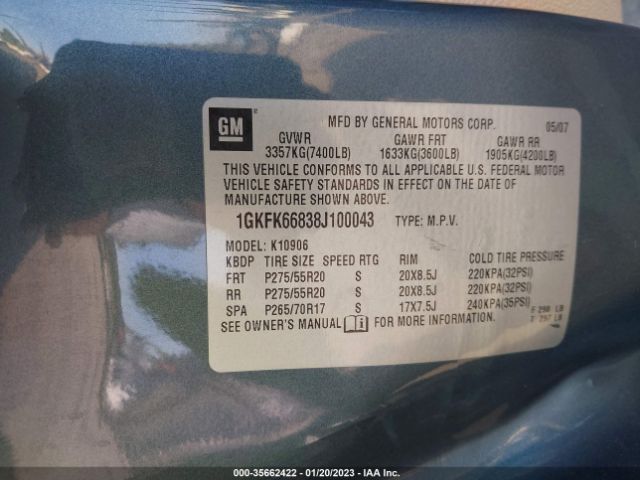 GM
MFD BY GENERAL MOTORS CORP. 05/07
GVWR GAWR FRT GAWR RR
3357KG(7400LB) 1633KG(3600LB) 1905KG(4200LB)
THIS VEHICLE CONFORMS TO ALL APPLICABLE U.S. FEDERAL MOTOR
VEHICLE SAFETY STANDARDS IN EFFECT ON THE DATE OF
MANUFACTURE SHOWN ABOVE.
1GKFK66838J100043 TYPE: M.P.V.
MODEL: K10906
KBDP TIRE SIZE SPEED RTG RIM COLD TIRE PRESSURE
FRT P275/55R20 S 20X8.5J 220KPA(32PSI)
RR P275/55R20 S 20X8.5J 220KPA(32PSI)
SPA P265/70R17 S 17X7.5J 240KPA(35PSI)
SEE OWNER'S MANUAL FOR MORE INFORMATION.
000-35662422 - 01/20/2023 - IAA Inc.